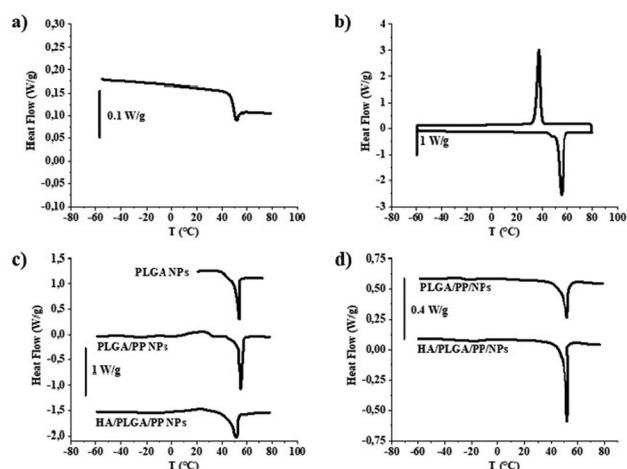 a)
b)
Heat Flow (W/g)
0,30
0,25
0,20
0,15
0,10
0,05
0,00
-0,05
-0,10
0.1 W/g
-80 -60 -40 -20 0 20 40 60 80 100
T (°C)
Heat Flow (W/g)
4
3
2
1
0
-1
-2
-3
1 W/g
-80 -60 -40 -20 0 20 40 60 80 100
T (°C)
c)
d)
Heat Flow (W/g)
1,5
1,0
0,5
0,0
-0,5
-1,0
-1,5
-2,0
PLGA NPs
PLGA/PP NPs
1 W/g
HA/PLGA/PP NPs
-80 -60 -40 -20 0 20 40 60 80 100
T (°C)
Heat Flow (W/g)
0,75
0,50
0,25
0,00
0,25
-0,50
0,75
PLGA/PP/NPs
0.4 W/g
HA/PLGA/PP/NPs
-80 -60 -40 -20 0 20 40 60 80 100
T (°C)